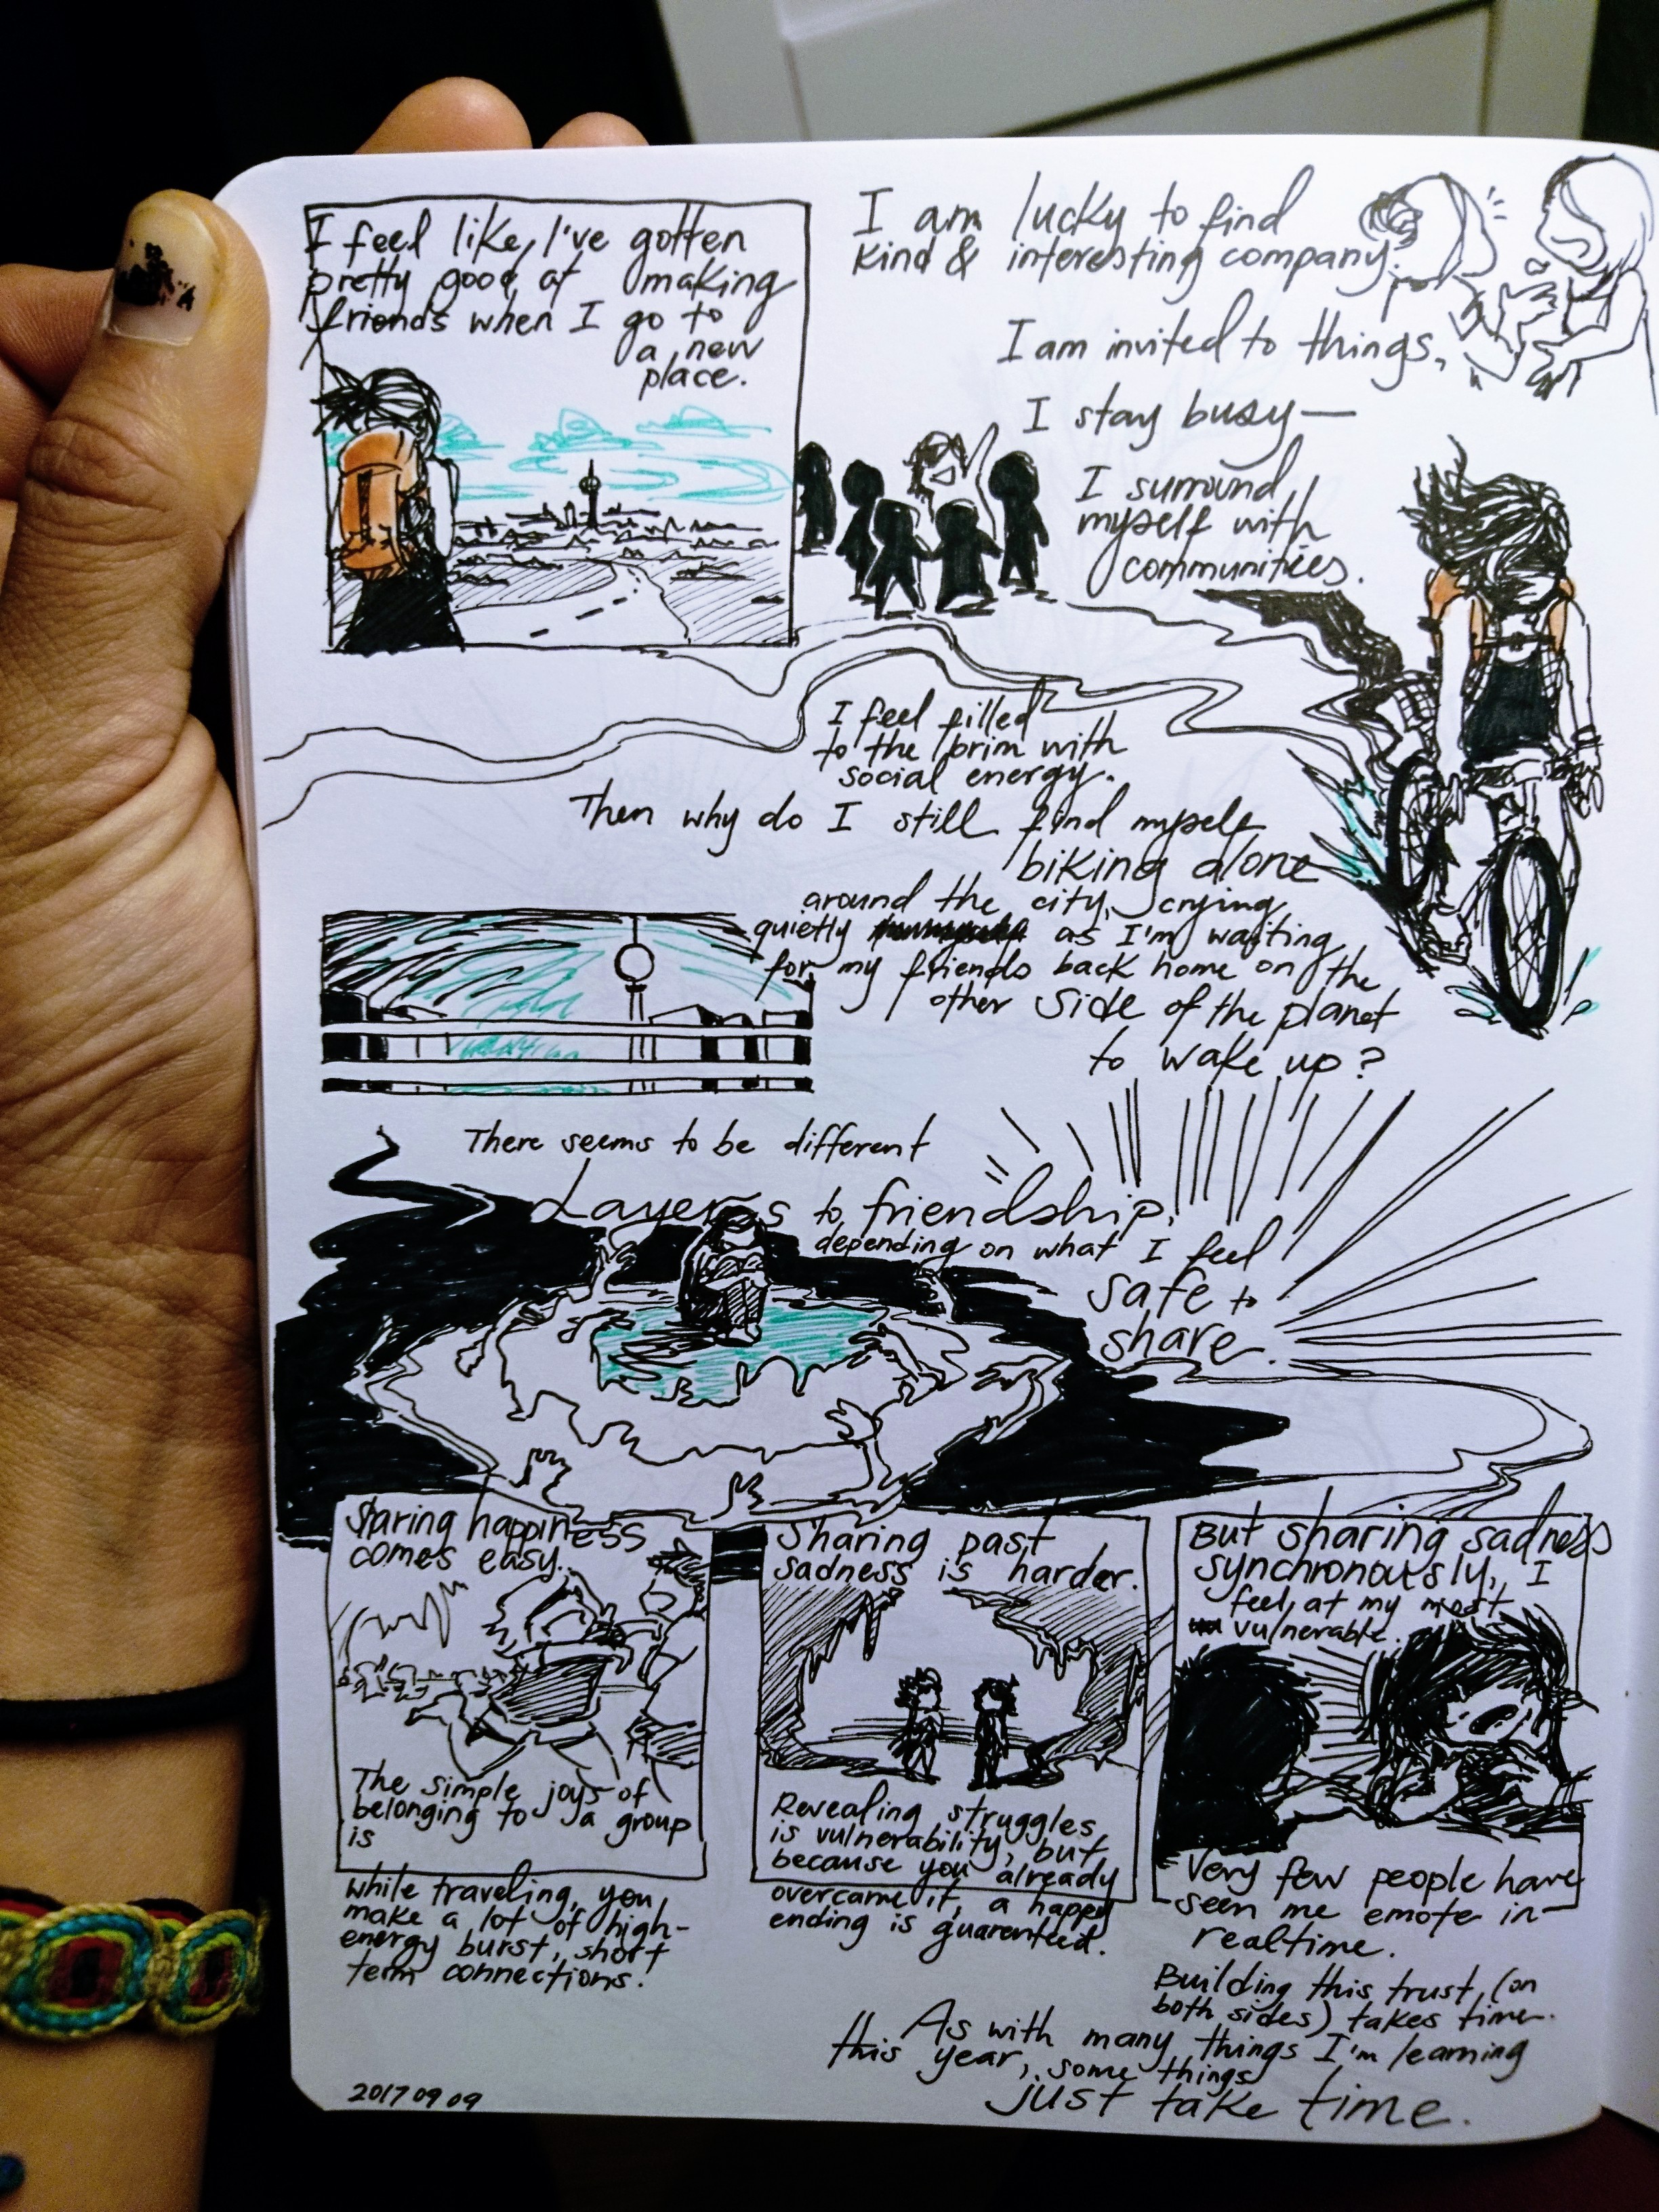 I feel like, I've gotten
pretty good at making
friends when I go to
a new
place.
I am lucky to find
kind & interesting company.
I am invited to things,
I stay busy—
I surround
myself with
communities.
I feel filled
to the brim with
social energy.
Then why do I still find myself
biking alone
around the city, crying
quietly as I'm waiting
for my friends back home on the
other side of the planet
to wake up?
There seems to be different
Layers to friendship,
depending on what I feel
safe to
share.
Sharing happiness
comes easy.
The simple joys of
belonging to a group
is
while traveling, you
make a lot of high-
energy burst, short
term connections.
Sharing past
sadness is harder.
Revealing struggles
is vulnerability, but
because you already
overcame it, a happy
ending is guarenteed.
But sharing sadness
synchronously, I
feel, at my most
vulnerable.
Very few people have
seen me emote in-
realtime.
Building this trust (on
both sides) takes time.
As with many things I'm learning
this year, some things
just take time.
2017 09 09